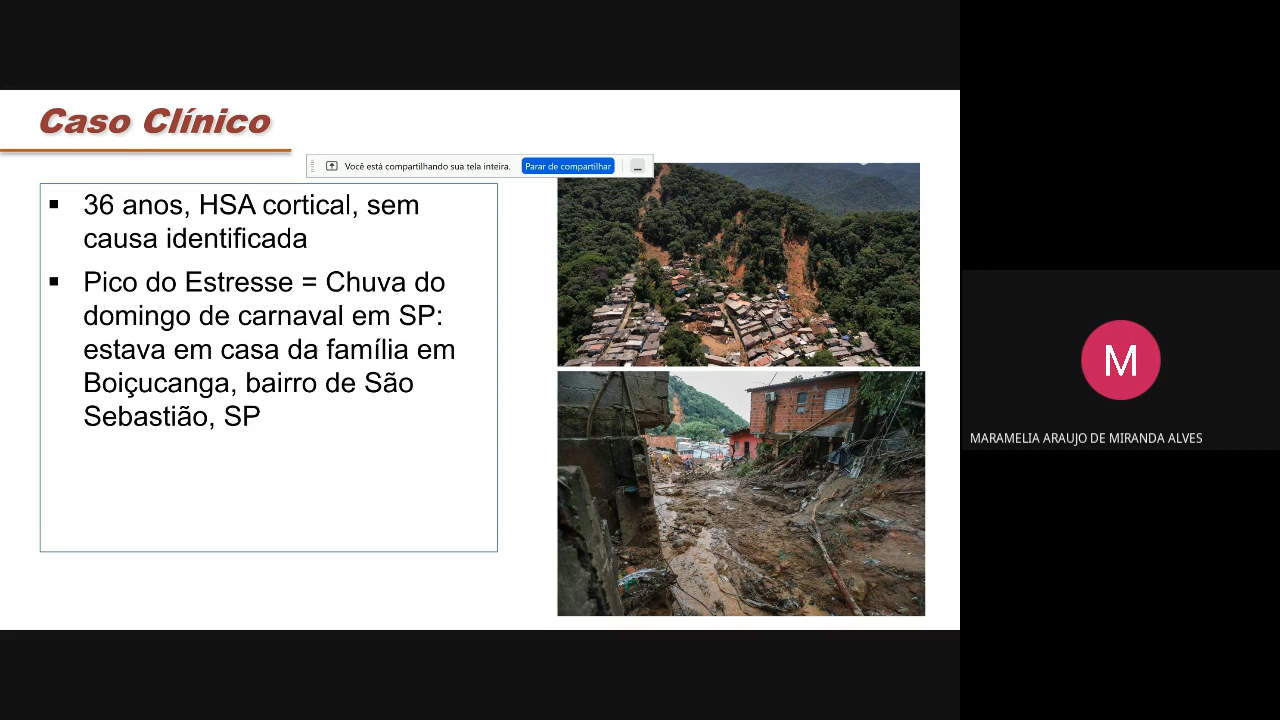 Caso Clínico
Você está compartilhando sua tela inteira.
Parar de compartilhar
▪ 36 anos, HSA cortical, sem
causa identificada
▪ Pico do Estresse = Chuva do
domingo de carnaval em SP:
estava em casa da família em
Boiçucanga, bairro de São
Sebastião, SP
M
MARAMELIA ARAUJO DE MIRANDA ALVES